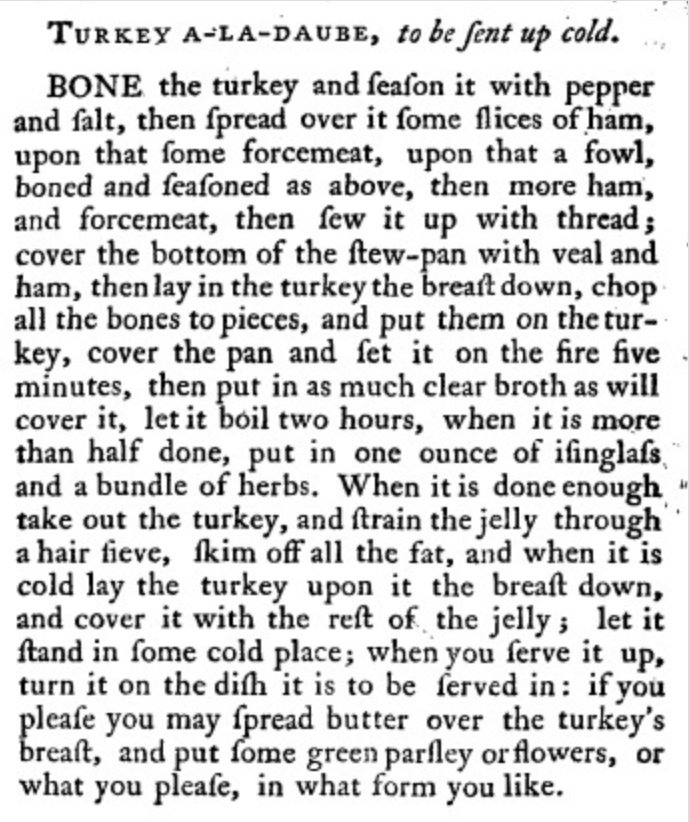 TURKEY A-LA-DAUBE, to be ſent up cold.
BONE the turkey and ſeaſon it with pepper
and ſalt, then ſpread over it ſome ſlices of ham,
upon that ſome forcemeat, upon that a fowl,
boned and ſeaſoned as above, then more ham,
and forcemeat, then ſew it up with thread;
cover the bottom of the ſtew-pan with veal and
ham, then lay in the turkey the breaſt down, chop
all the bones to pieces, and put them on the tur-
key, cover the pan and ſet it on the fire five
minutes, then put in as much clear broth as will
cover it, let it boil two hours, when it is more
than half done, put in one ounce of iſinglaſs
and a bundle of herbs. When it is done enough
take out the turkey, and ſtrain the jelly through
a hair ſieve, ſkim off all the fat, and when it is
cold lay the turkey upon it the breaſt down,
and cover it with the reſt of the jelly; let it
ſtand in ſome cold place; when you ſerve it up,
turn it on the diſh it is to be ſerved in: if you
pleaſe you may ſpread butter over the turkey's
breaſt, and put ſome green parſley or flowers, or
what you pleaſe, in what form you like.